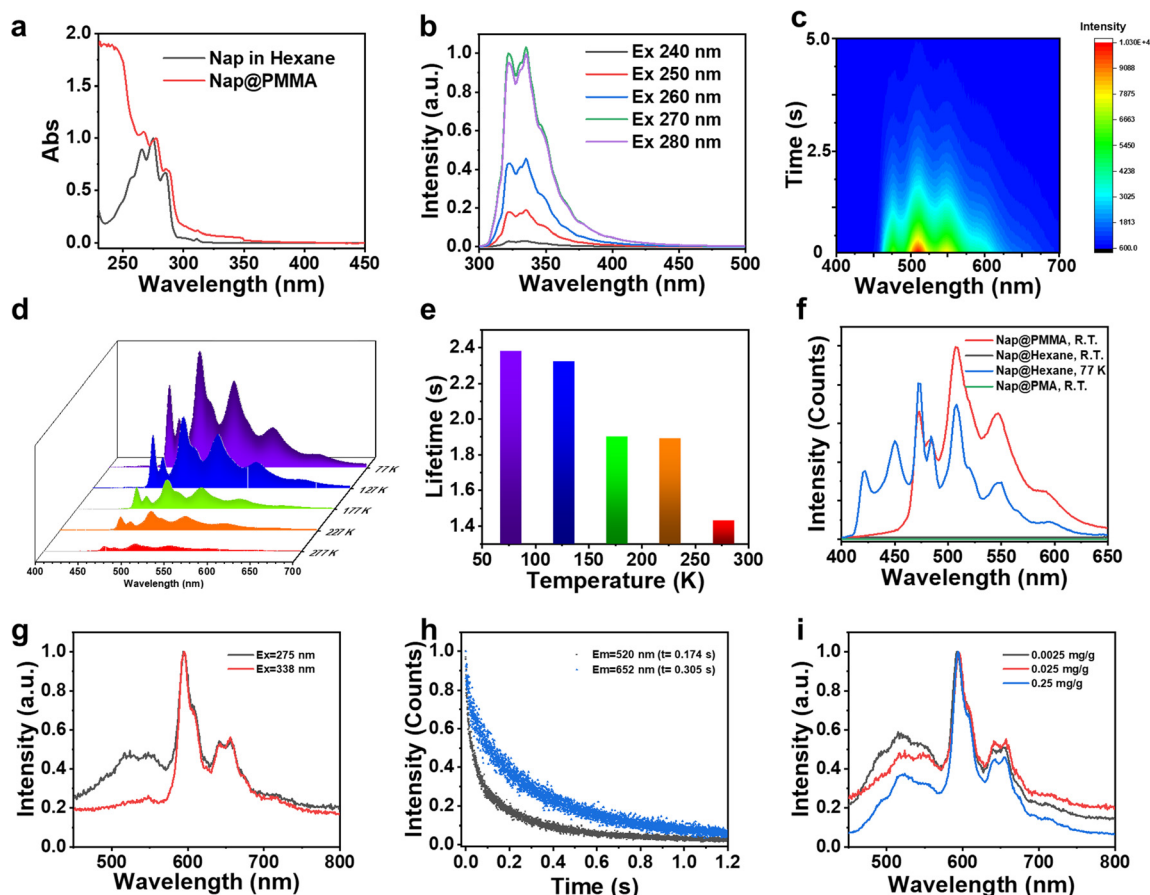 a
2.0
1.5
1.0
0.5
0.0
Abs
Nap in Hexane
Nap@PMMA
250
300
350
400
450
Wavelength (nm)
b
1.0
0.8
0.6
0.4
0.2
0.0
Intensity (a.u.)
Ex 240 nm
Ex 250 nm
Ex 260 nm
Ex 270 nm
Ex 280 nm
300
350
400
450
500
Wavelength (nm)
c
5.0
2.5
0
Time (s)
400
500
600
700
Wavelength (nm)
Intensity
1.030E+4
9088
7875
6663
5450
4238
3025
1813
600.0
d
77 K
127 K
177 K
227 K
277 K
400
450
500
550
600
650
700
Wavelength (nm)
e
2.4
2.2
2.0
1.8
1.6
1.4
Lifetime (s)
50
100
150
200
250
300
Temperature (K)
f
Intensity (Counts)
Nap@PMMA, R.T.
Nap@Hexane, R.T.
Nap@Hexane, 77 K
Nap@PMA, R.T.
400
450
500
550
600
650
Wavelength (nm)
g
1.0
0.8
0.6
0.4
0.2
0.0
Intensity (a.u.)
Ex=275 nm
Ex=338 nm
500
600
700
800
Wavelength (nm)
h
1.0
0.8
0.6
0.4
0.2
0.0
Intensity (Counts)
Em=520 nm (t= 0.174 s)
Em=652 nm (t= 0.305 s)
0.0
0.2
0.4
0.6
0.8
1.0
1.2
Time (s)
i
1.0
0.8
0.6
0.4
0.2
0.0
Intensity (a.u.)
0.0025 mg/g
0.025 mg/g
0.25 mg/g
500
600
700
800
Wavelength (nm)